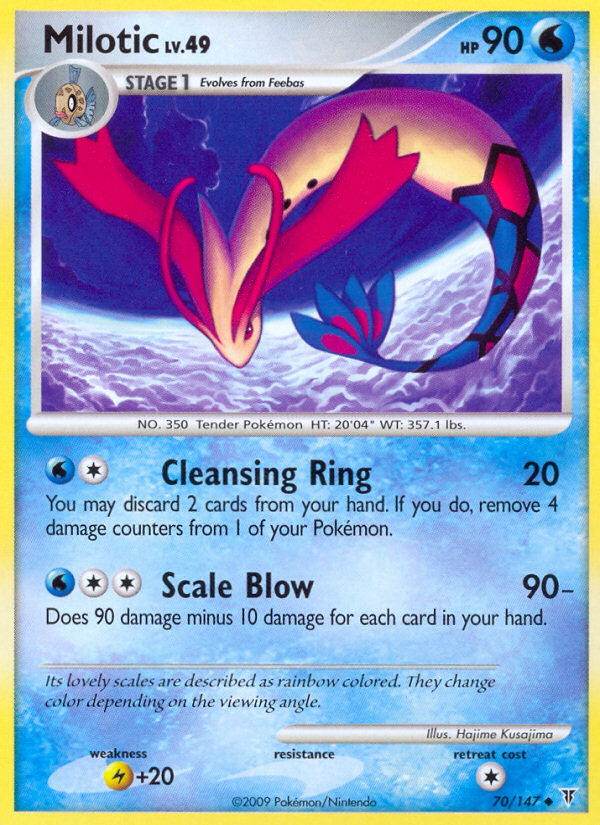 Milotic LV.49 HP 90
STAGE 1 Evolves from Feebas
NO. 350 Tender Pokémon HT: 20'04" WT: 357.1 lbs.
Cleansing Ring 20
You may discard 2 cards from your hand. If you do, remove 4
damage counters from 1 of your Pokémon.
Scale Blow 90–
Does 90 damage minus 10 damage for each card in your hand.
Its lovely scales are described as rainbow colored. They change
color depending on the viewing angle.
Illus. Hajime Kusajima
weakness resistance retreat cost
+20
©2009 Pokémon/Nintendo 70/147